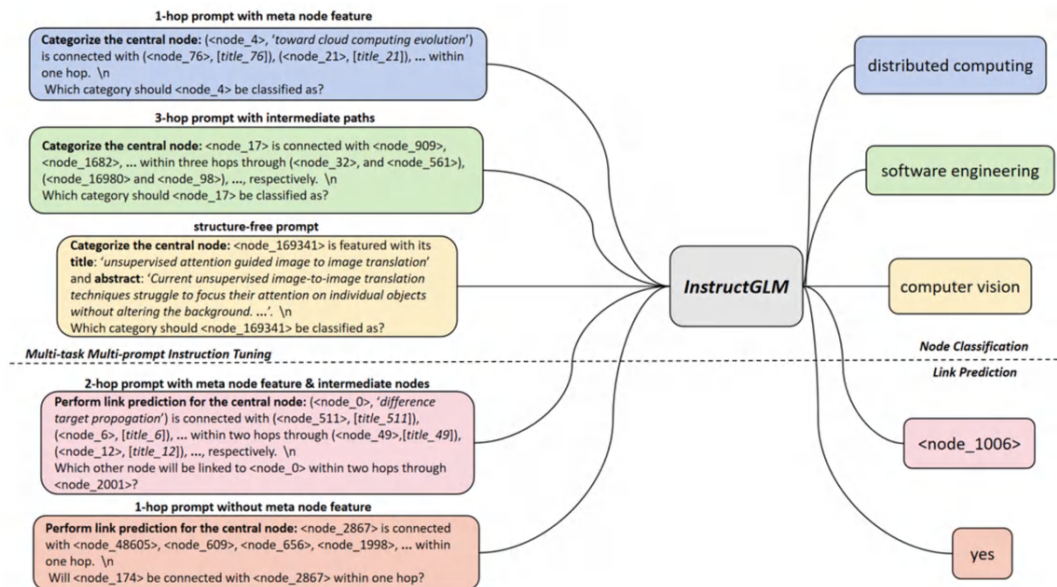 1-hop prompt with meta node feature
Categorize the central node: (<node_4>, 'toward cloud computing evolution')
is connected with (<node_76>, [title_76]), (<node_21>, [title_21]), ... within
one hop. \n
Which category should <node_4> be classified as?
3-hop prompt with intermediate paths
Categorize the central node: <node_17> is connected with <node_909>,
<node_1682>, ... within three hops through (<node_32>, and <node_561>),
(<node_16980 and <node_98>), ..., respectively. \n
Which category should <node_17> be classified as?
structure-free prompt
Categorize the central node: <node_169341> is featured with its
title: 'unsupervised attention guided image to image translation'
and abstract: 'Current unsupervised image-to-image translation
techniques struggle to focus their attention on individual objects
without altering the background. ...'. \n
Which category should <node_169341> be classified as?
Multi-task Multi-prompt Instruction Tuning
2-hop prompt with meta node feature & intermediate nodes
Perform link prediction for the central node: (<node_0>, 'difference
target propogation') is connected with (<node_511>, [title_511]),
(<node_6>, [title_6]), ... within two hops through (<node_49>,[title_49]),
(<node_12>, [title_12]), ..., respectively. \n
Which other node will be linked to <node_0> within two hops through
<node_2001>?
1-hop prompt without meta node feature
Perform link prediction for the central node: <node_2867> is connected
with <node_48605>, <node_609>, <node_656>, <node_1998>, ... within
one hop. \n
Will <node_174> be connected with <node_2867> within one hop?
InstructGLM
distributed computing
software engineering
computer vision
Node Classification
Link Prediction
<node_1006>
yes